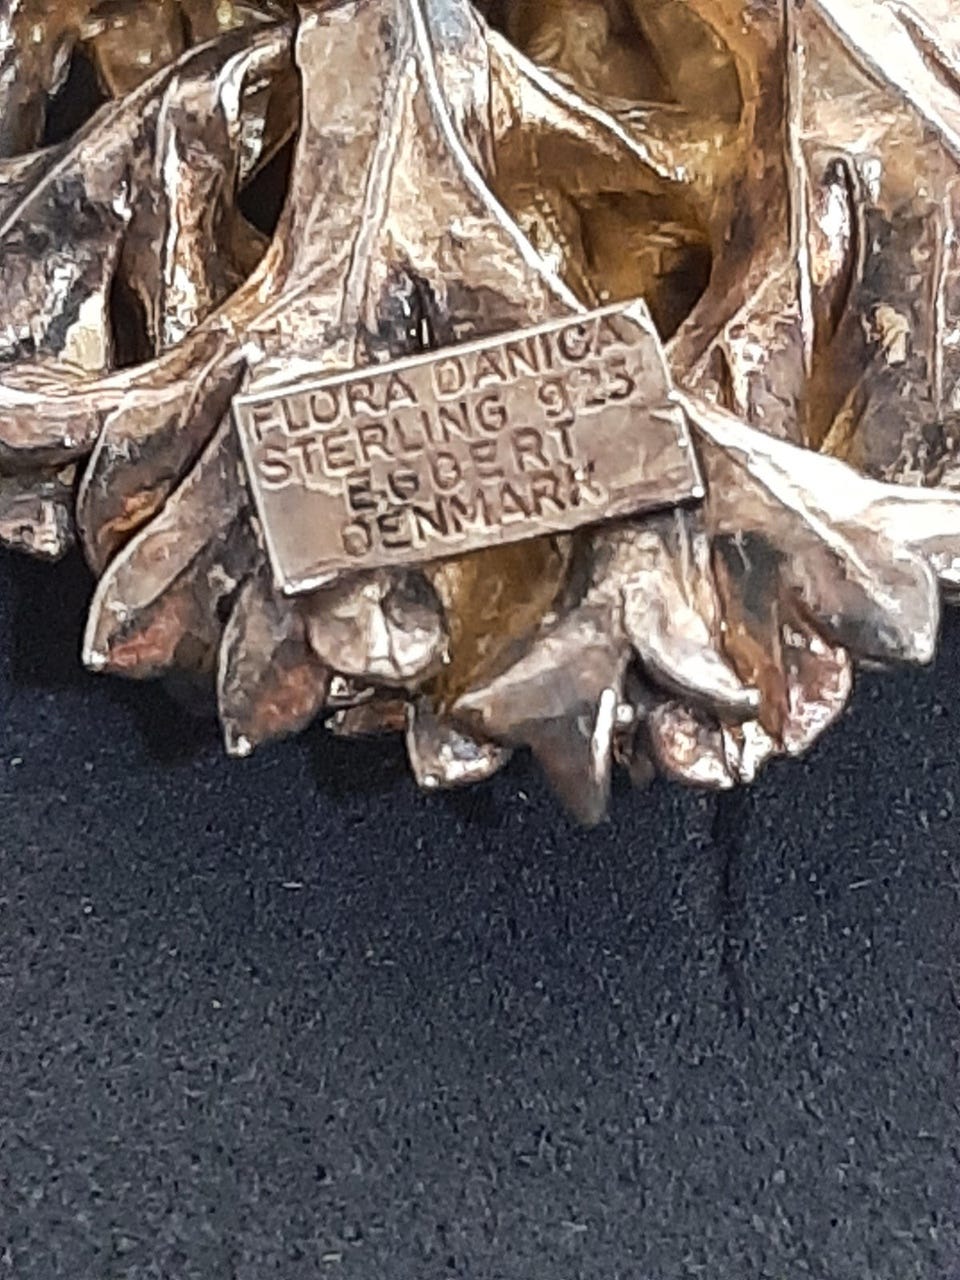 FLORA DANICA
STERLING 925
EGGERT
DENMARK